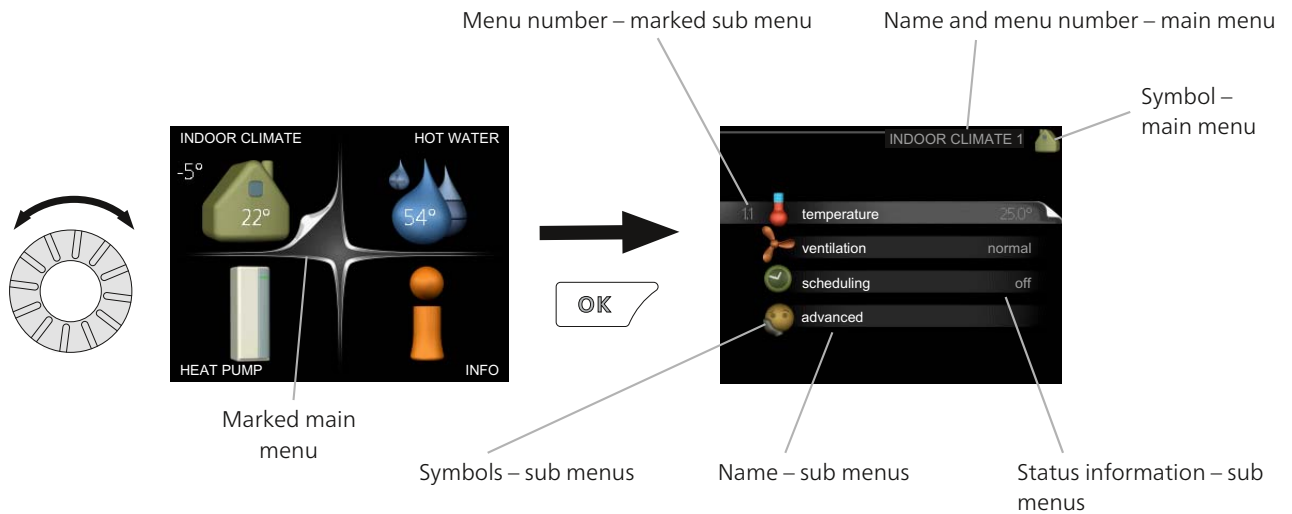 Menu number – marked sub menu
Name and menu number – main menu
Symbol –
main menu
INDOOR CLIMATE
HOT WATER
-5°
22°
54°
HEAT PUMP
INFO
OK
INDOOR CLIMATE 1
1.1
temperature
25.0°
ventilation
normal
scheduling
off
advanced
Marked main
menu
Symbols – sub menus
Name – sub menus
Status information – sub
menus